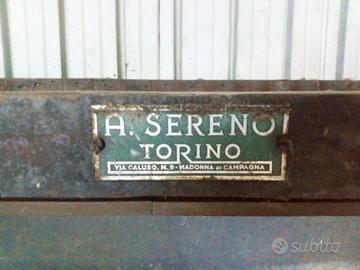 A. SERENO
TORINO
VIA CALUSO, N. 9 - MADONNA DI CAMPAGNA
subito